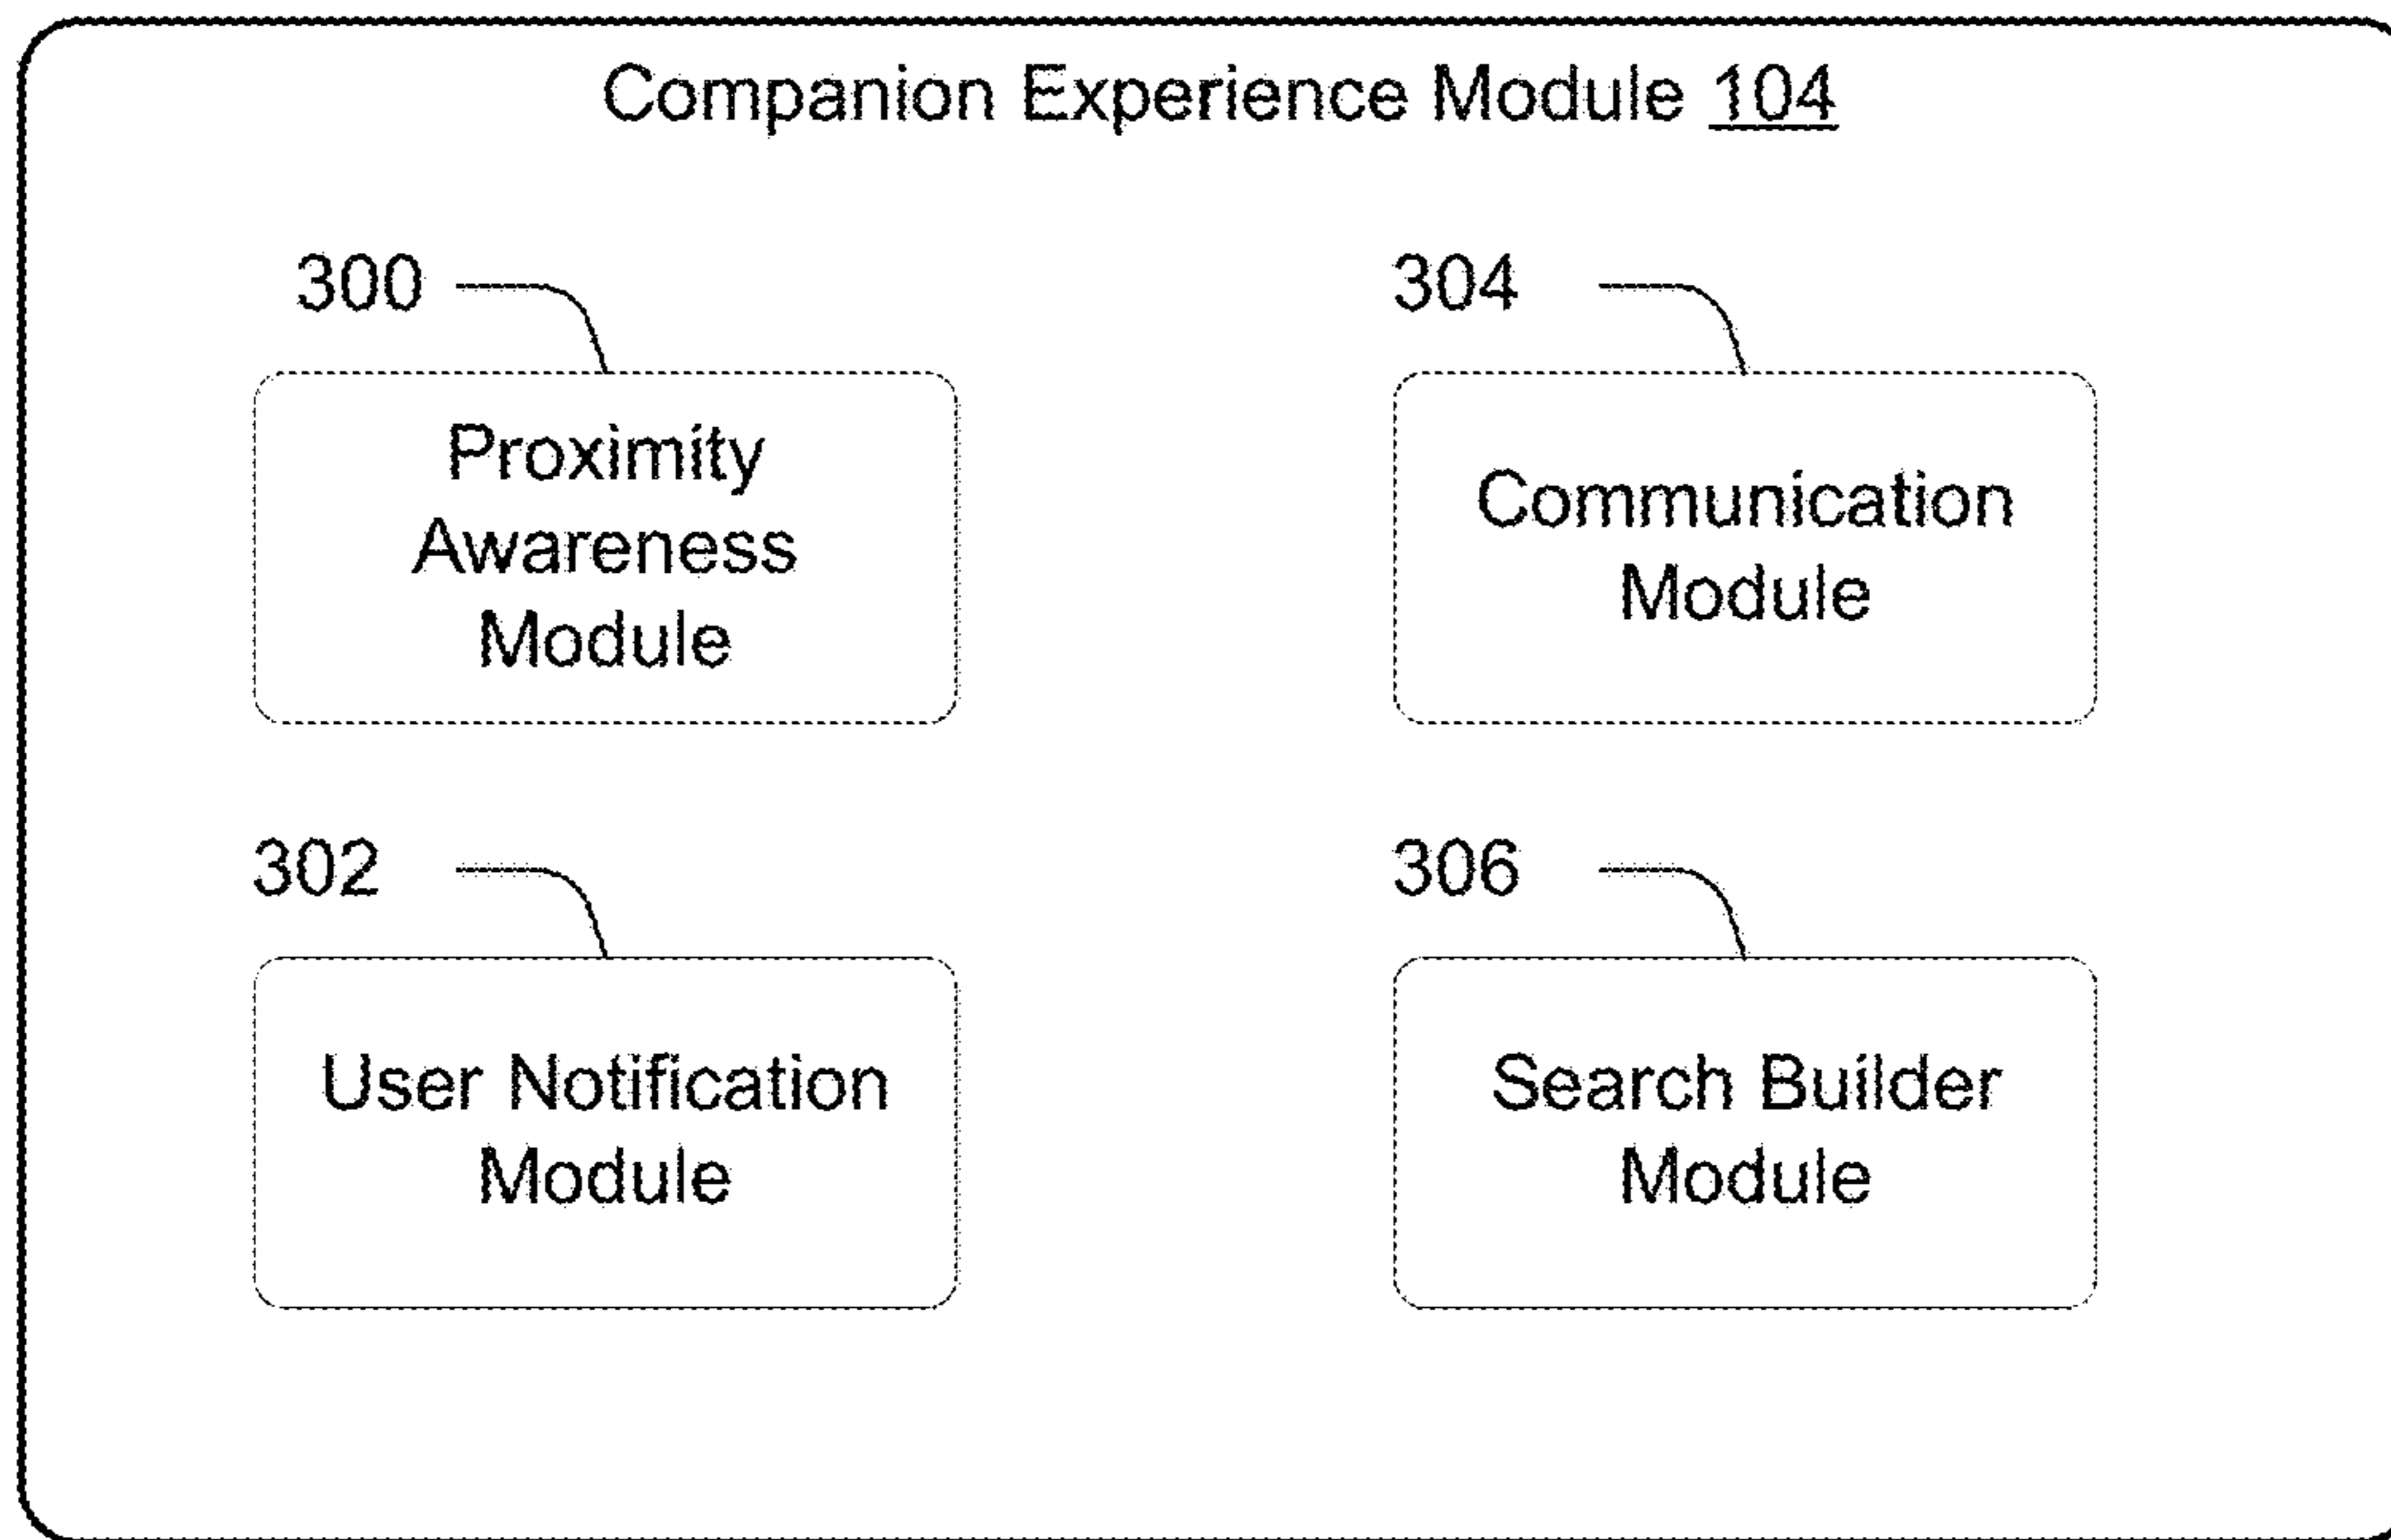 Companion Experience Module 104
300
Proximity
Awareness
Module
304
Communication
Module
302
User Notification
Module
306
Search Builder
Module